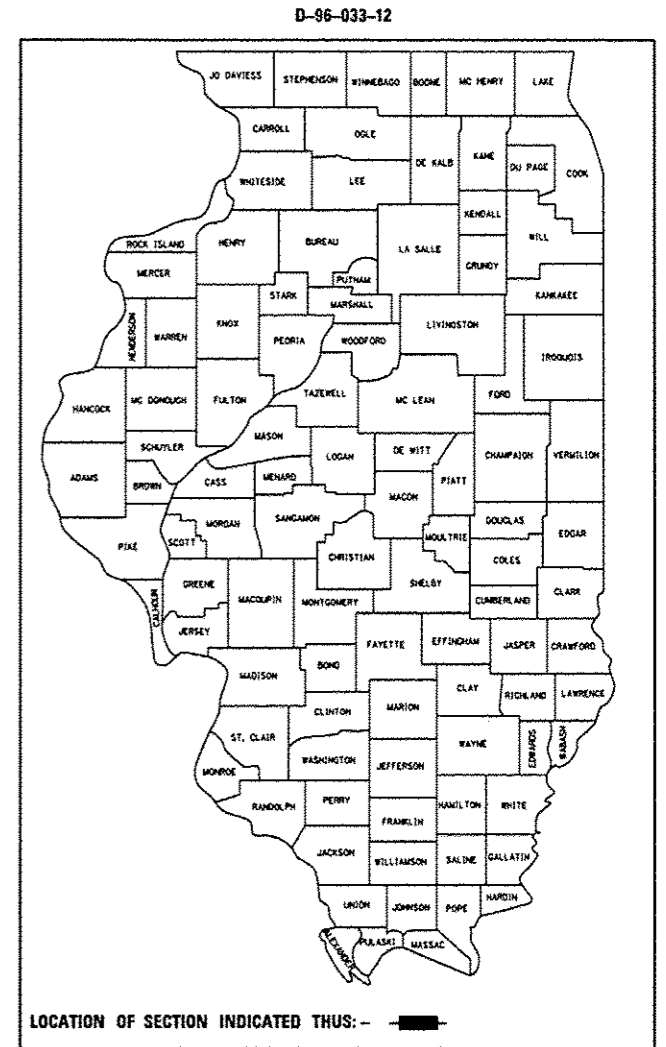 D-96-033-12
JO DAVIESS STEPHENSON WINNEBAGO BOONE MC HENRY LAKE
CARROLL OGLE DE KALB KANE DU PAGE COOK
WHITESIDE LEE
KENDALL WILL
ROCK ISLAND HENRY BUREAU LA SALLE GRUNDY
MERCER PUTNAM KANKAKEE
STARK MARSHALL
HENDERSON WARREN KNOX PEORIA WOODFORD LIVINGSTON IROQUOIS
HANCOCK MC DONOUGH FULTON TAZEWELL MC LEAN FORD
SCHUYLER MASON LOGAN DE WITT CHAMPAIGN VERMILION
ADAMS BROWN CASS MENARD MACON PIATT
PIKE SCOTT MORGAN SANGAMON CHRISTIAN MOULTRIE DOUGLAS EDGAR
COLES
CALHOUN GREENE MACOUPIN MONTGOMERY SHELBY CUMBERLAND CLARK
JERSEY
FAYETTE EFFINGHAM JASPER CRAWFORD
MADISON BOND CLAY RICHLAND LAWRENCE
CLINTON MARION
ST. CLAIR WASHINGTON WAYNE EDWARDS WABASH
MONROE JEFFERSON
RANDOLPH PERRY HAMILTON WHITE
FRANKLIN
JACKSON WILLIAMSON SALINE GALLATIN
UNION JOHNSON POPE HARDIN
ALEXANDER PULASKI MASSAC
LOCATION OF SECTION INDICATED THUS: -